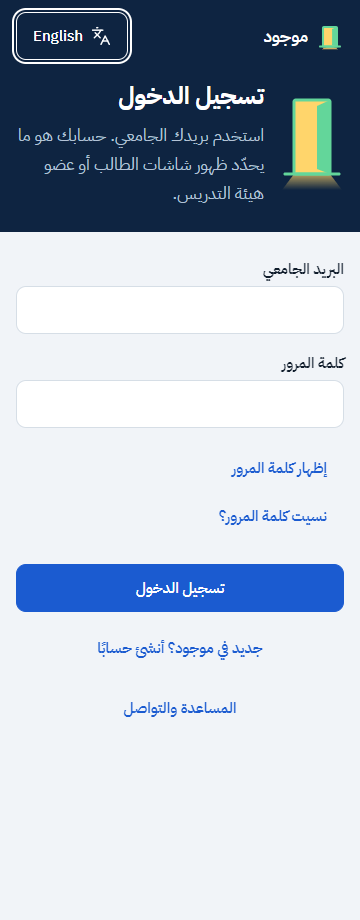 موجود
English
تسجيل الدخول
استخدم بريدك الجامعي. حسابك هو ما
يحدّد ظهور شاشات الطالب أو عضو
هيئة التدريس.
البريد الجامعي
كلمة المرور
إظهار كلمة المرور
نسيت كلمة المرور؟
تسجيل الدخول
جديد في موجود؟ أنشئ حسابًا
المساعدة والتواصل